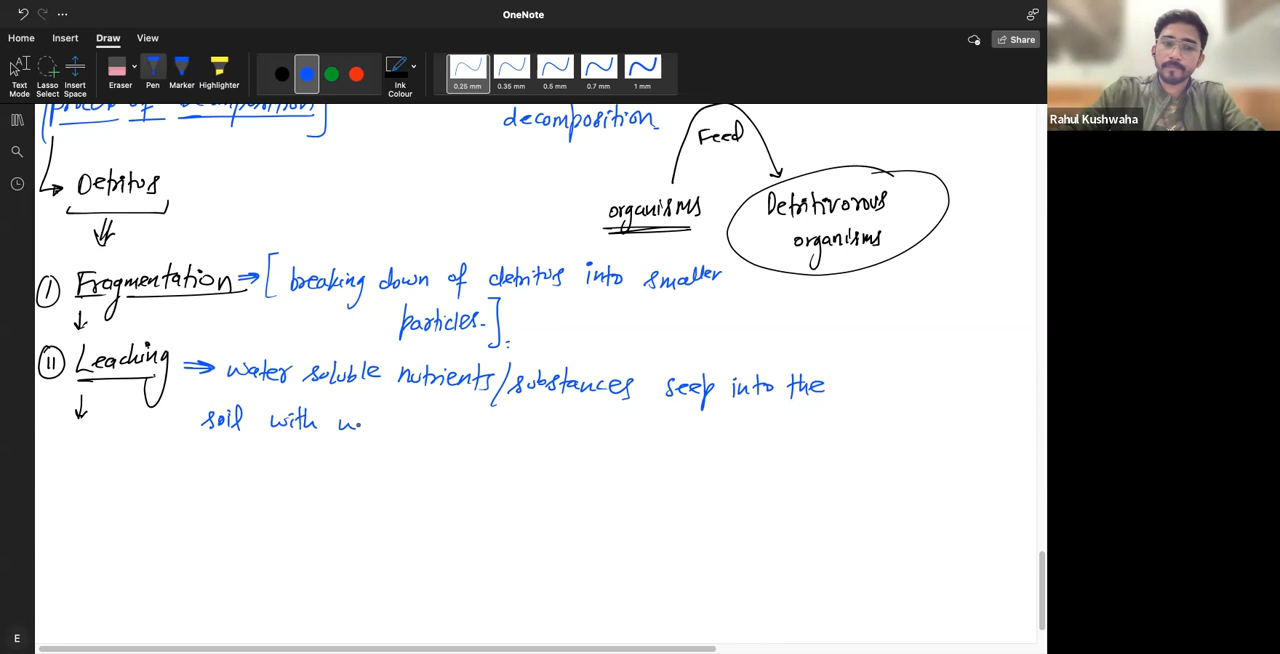 OneNote
Home Insert Draw View
Share
Text Mode Lasso Select Insert Space Eraser Pen Marker Highlighter Ink Colour 0.25 mm 0.35 mm 0.5 mm 0.7 mm 1 mm
Rahul Kushwaha
of decomposition
decomposition.
Feed
Detritus
organisms
Detritivorous
organisms
I Fragmentation ⇒ [ breaking down of detritus into smaller
particles. ]
II Leaching ⇒ water soluble nutrients/substances seep into the
soil with
E